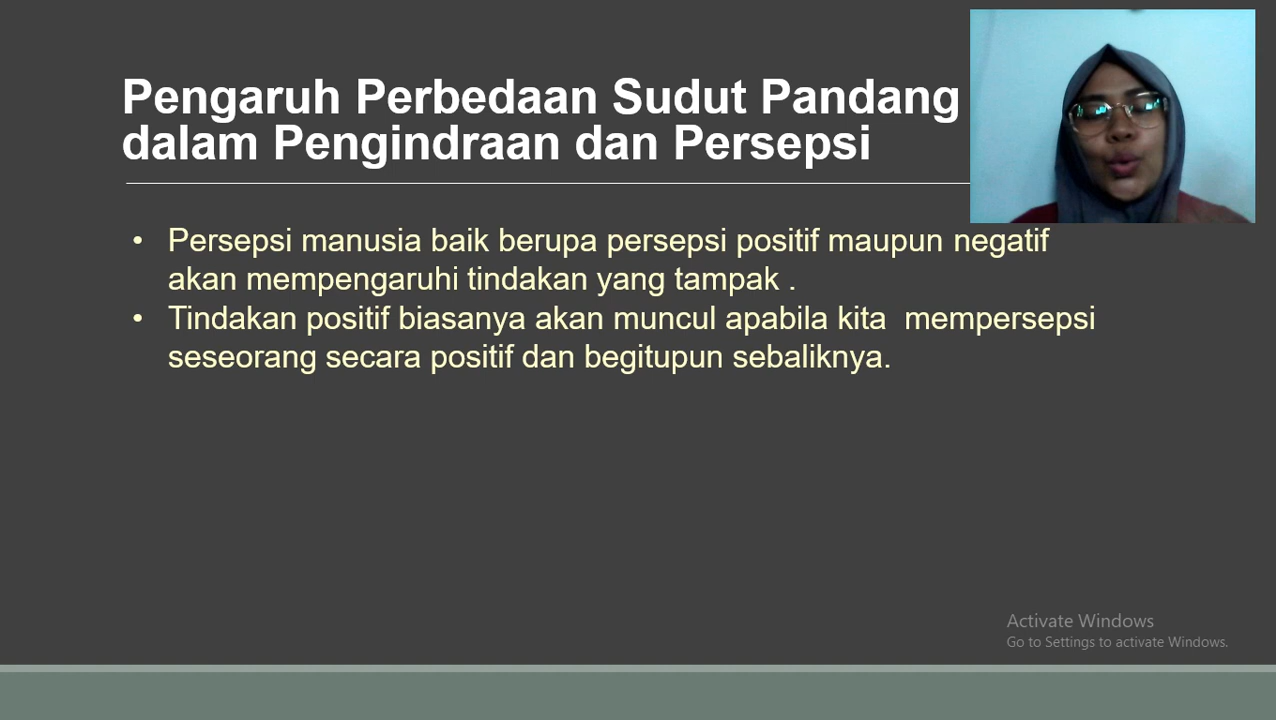 Pengaruh Perbedaan Sudut Pandang
dalam Pengindraan dan Persepsi
• Persepsi manusia baik berupa persepsi positif maupun negatif
akan mempengaruhi tindakan yang tampak .
• Tindakan positif biasanya akan muncul apabila kita  mempersepsi
seseorang secara positif dan begitupun sebaliknya.
Activate Windows
Go to Settings to activate Windows.